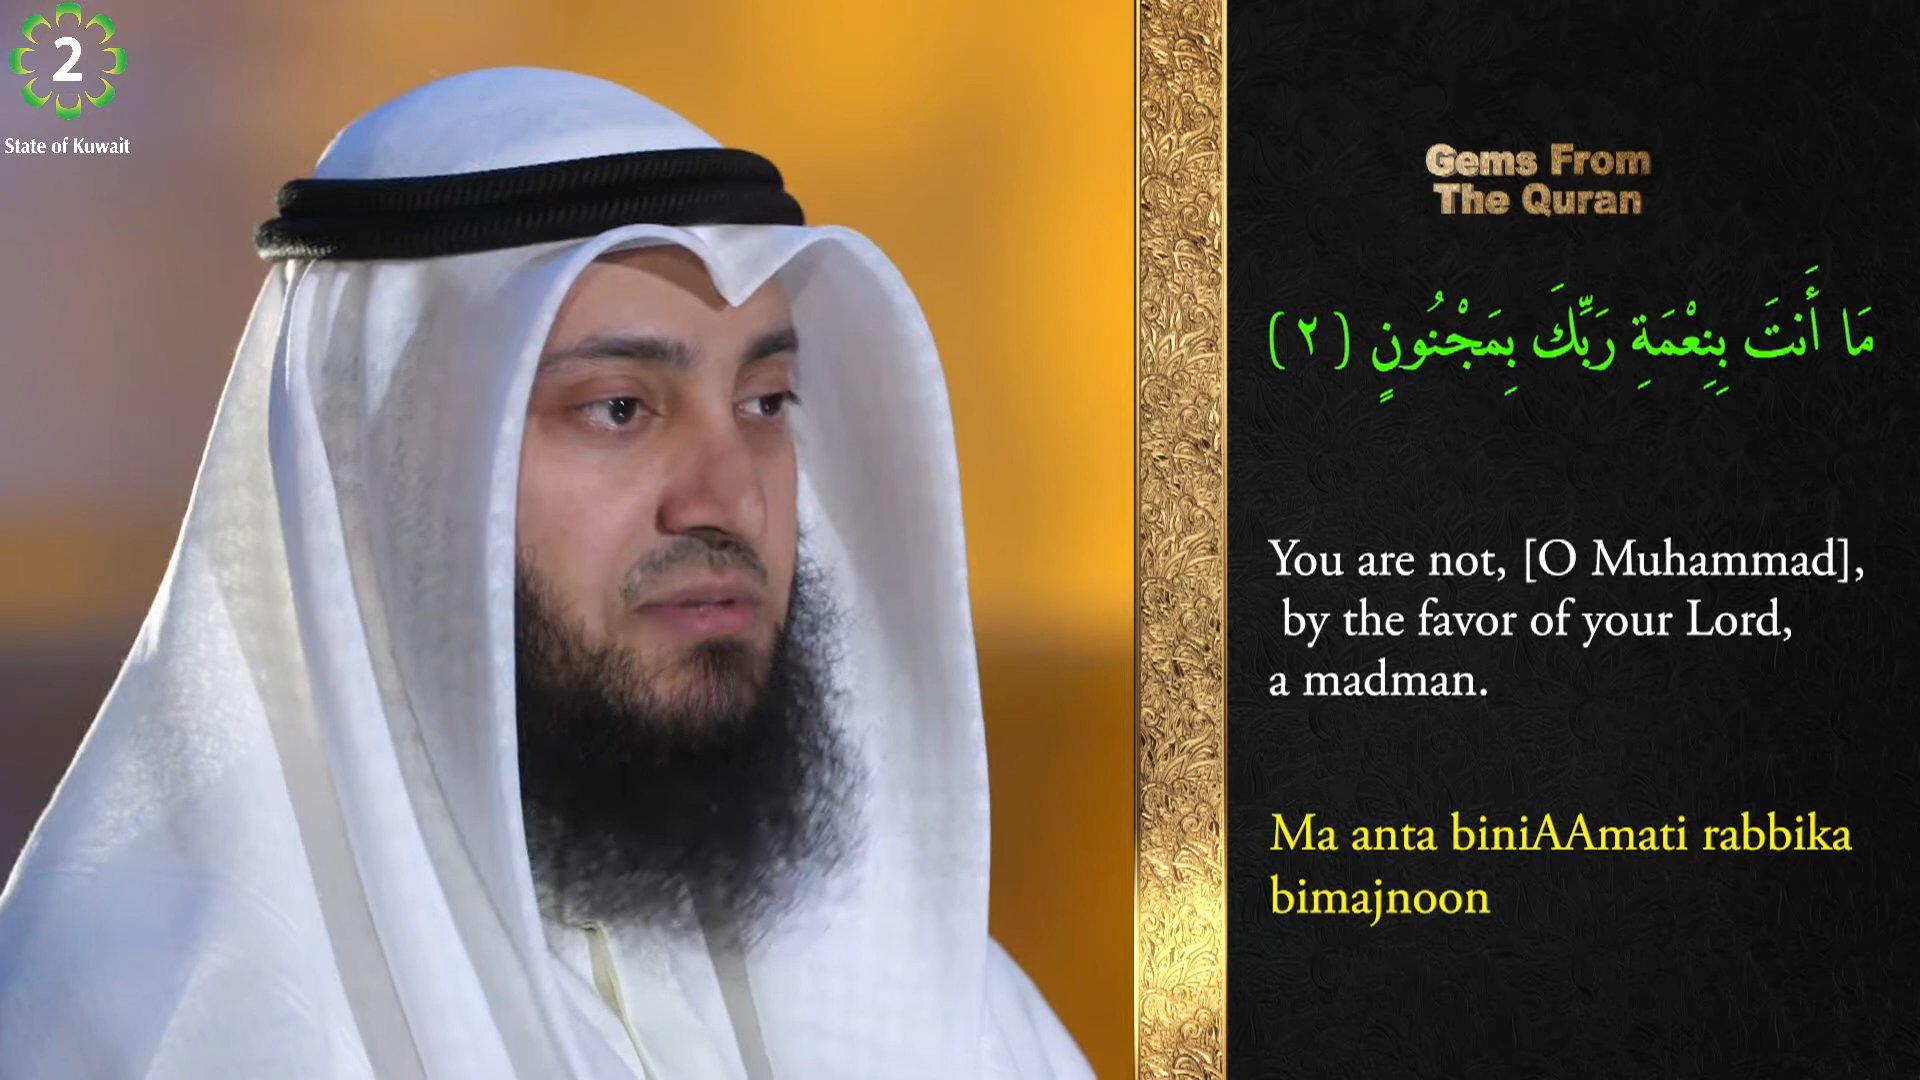 2
State of Kuwait
Gems From
The Quran
مَا أَنتَ بِنِعْمَةِ رَبِّكَ بِمَجْنُونٍ (٢)
You are not, [O Muhammad],
by the favor of your Lord,
a madman.
Ma anta biniAAmati rabbika
bimajnoon